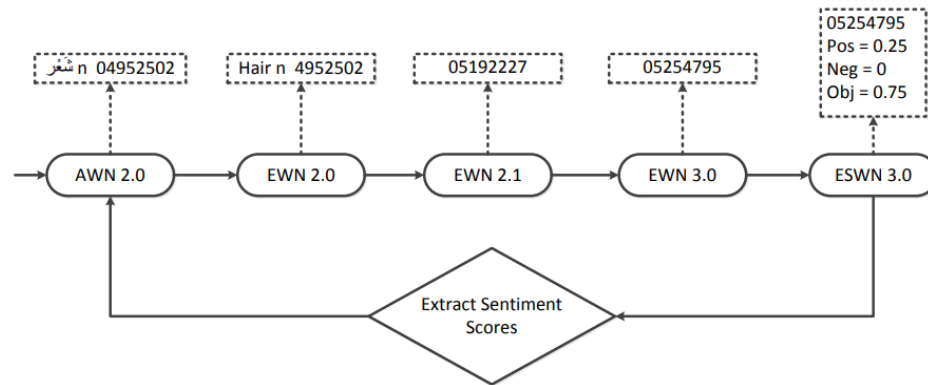 شَعْر n 04952502
Hair n 4952502
05192227
05254795
05254795
Pos = 0.25
Neg = 0
Obj = 0.75
AWN 2.0
EWN 2.0
EWN 2.1
EWN 3.0
ESWN 3.0
Extract Sentiment
Scores